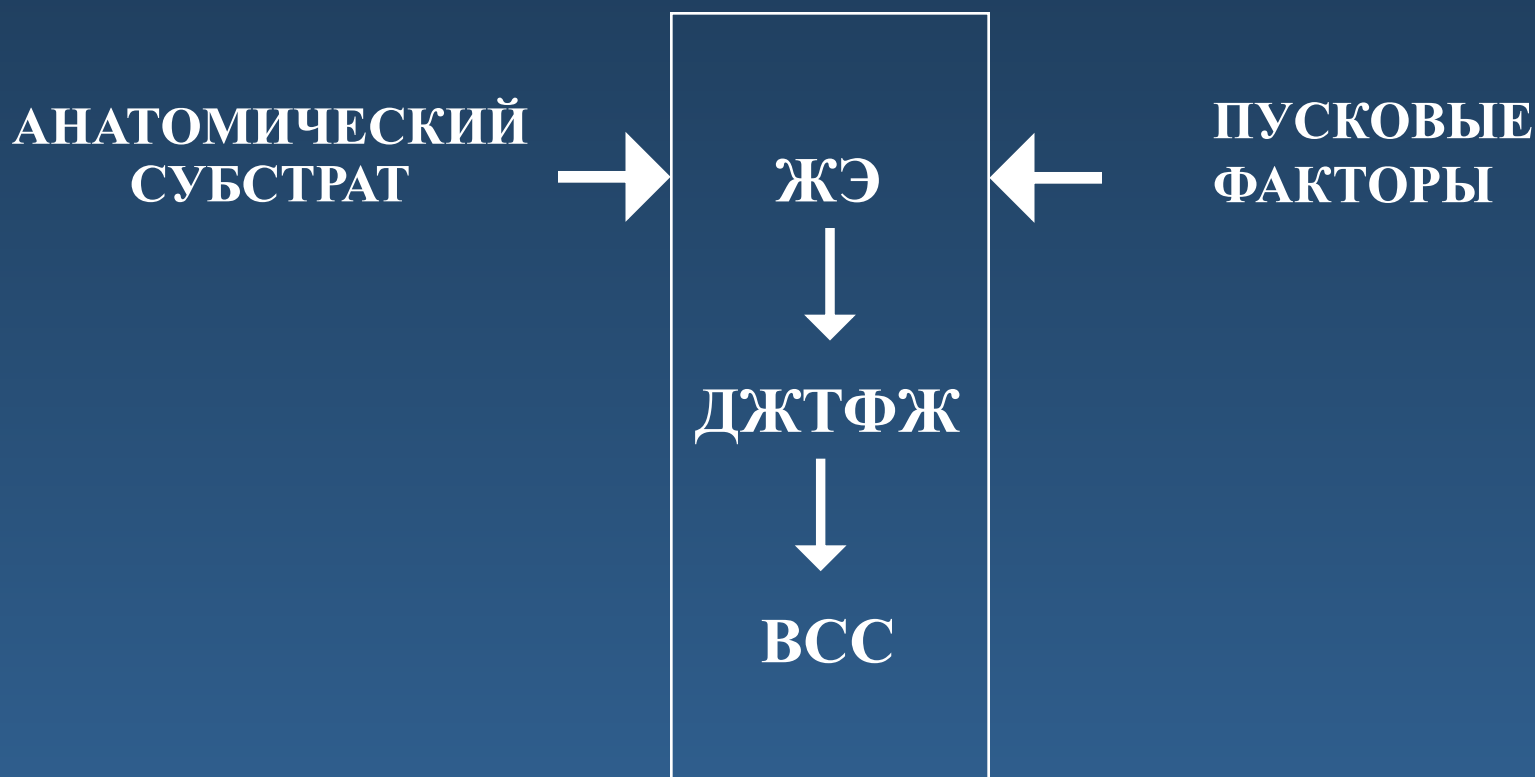 АНАТОМИЧЕСКИЙ
СУБСТРАТ
ЖЭ
ДЖТФЖ
ВСС
ПУСКОВЫЕ
ФАКТОРЫ